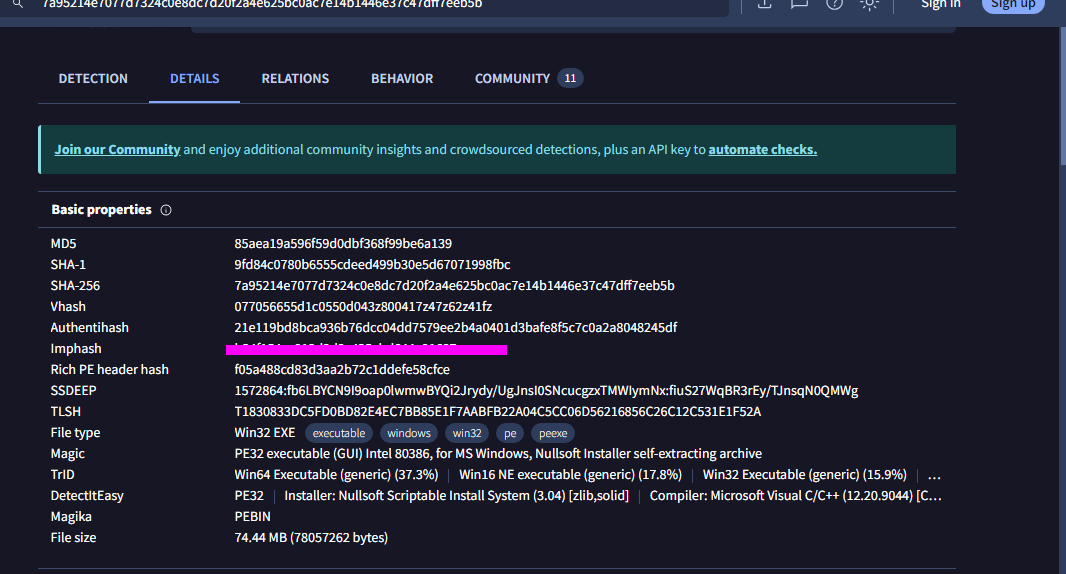 7a95214e7077d7324c0e8dc7d20f2a4e625bc0ac7e14b1446e37c47dff7eeb5b
Sign in
Sign up
DETECTION DETAILS RELATIONS BEHAVIOR COMMUNITY 11
Join our Community and enjoy additional community insights and crowdsourced detections, plus an API key to automate checks.
Basic properties
MD5 85aea19a596f59d0dbf368f99be6a139
SHA-1 9fd84c0780b6555cdeed499b30e5d67071998fbc
SHA-256 7a95214e7077d7324c0e8dc7d20f2a4e625bc0ac7e14b1446e37c47dff7eeb5b
Vhash 077056655d1c0550d043z800417z47z62z41fz
Authentihash 21e119bd8bca936b76dcc04dd7579ee2b4a0401d3bafe8f5c7c0a2a8048245df
Imphash
Rich PE header hash f05a488cd83d3aa2b72c1ddefe58cfce
SSDEEP 1572864:fb6LBYCN9I9oap0lwmwBYQi2Jrydy/UgJnsI0SNcucgzxTMWIymNx:fiuS27WqBR3rEy/TJnsqN0QMWg
TLSH T1830833DC5FD0BD82E4EC7BB85E1F7AABFB22A04C5CC06D56216856C26C12C531E1F52A
File type Win32 EXE executable windows win32 pe peexe
Magic PE32 executable (GUI) Intel 80386, for MS Windows, Nullsoft Installer self-extracting archive
TrID Win64 Executable (generic) (37.3%) Win16 NE executable (generic) (17.8%) Win32 Executable (generic) (15.9%) ...
DetectItEasy PE32 Installer: Nullsoft Scriptable Install System (3.04) [zlib,solid] Compiler: Microsoft Visual C/C++ (12.20.9044) [C...
Magika PEBIN
File size 74.44 MB (78057262 bytes)